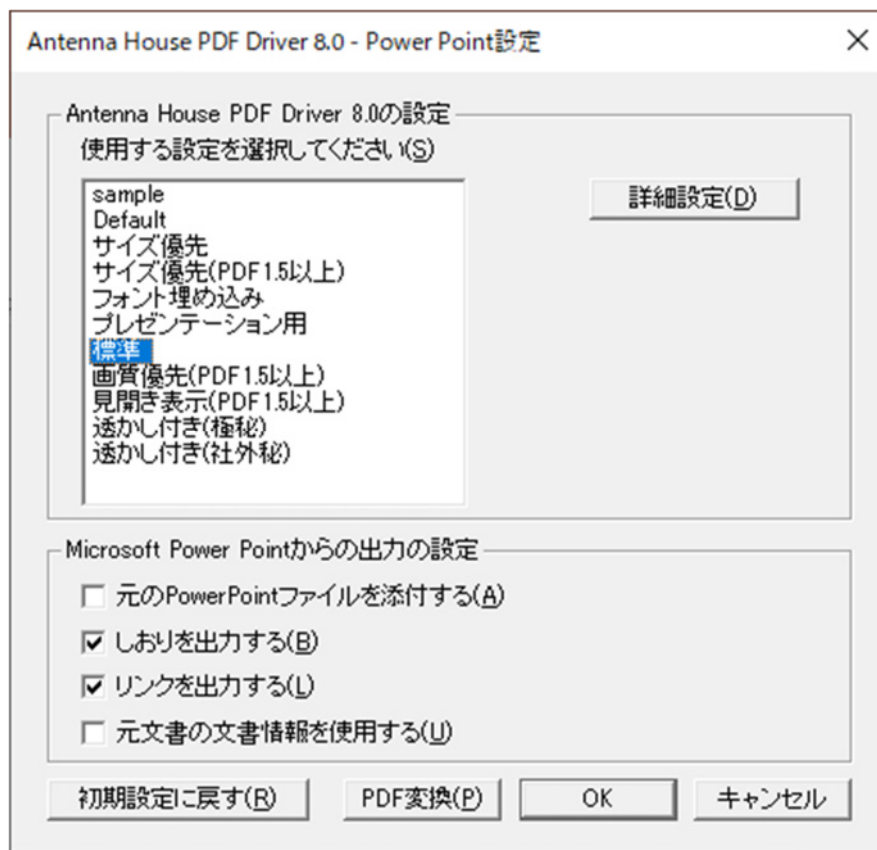 Antenna House PDF Driver 8.0 - Power Point設定
Antenna House PDF Driver 8.0の設定
使用する設定を選択してください(S)
sample
Default
サイズ優先
サイズ優先(PDF1.5以上)
フォント埋め込み
プレゼンテーション用
標準
画質優先(PDF1.5以上)
見開き表示(PDF1.5以上)
透かし付き(極秘)
透かし付き(社外秘)
詳細設定(D)
Microsoft Power Pointからの出力の設定
元のPowerPointファイルを添付する(A)
しおりを出力する(B)
リンクを出力する(L)
元文書の文書情報を使用する(U)
初期設定に戻す(R)
PDF変換(P)
OK
キャンセル